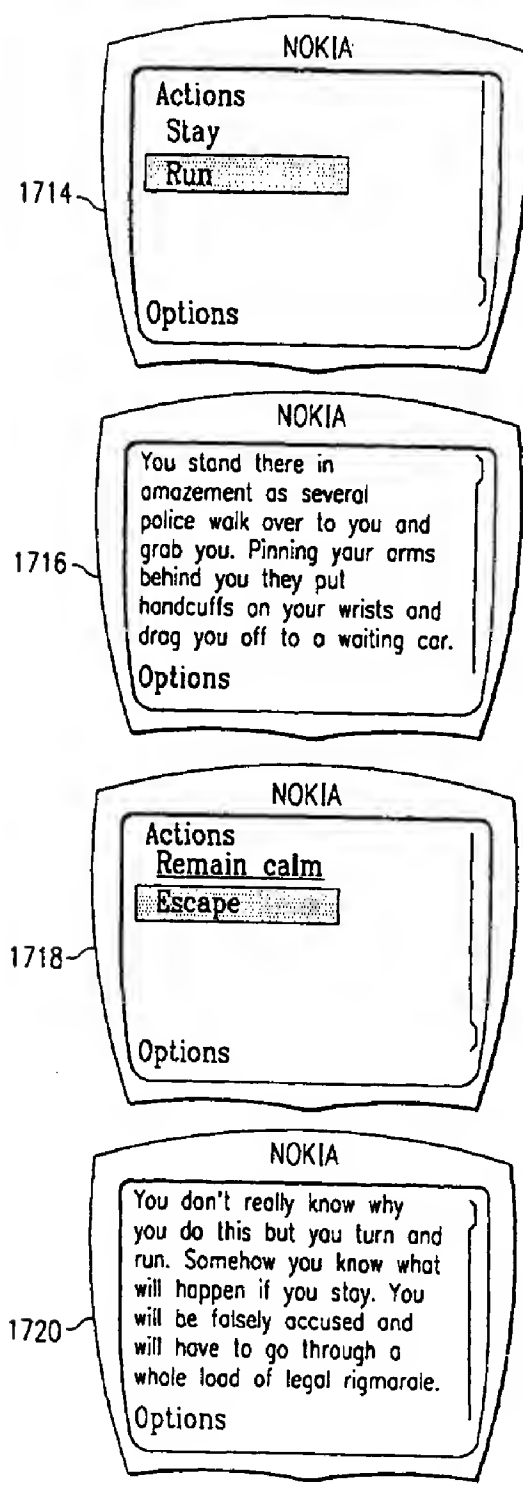 NOKIA
Actions
Stay
Run
1714
Options
NOKIA
You stand there in
amazement as several
police walk over to you and
grab you. Pinning your arms
behind you they put
handcuffs on your wrists and
drag you off to a waiting car.
1716
Options
NOKIA
Actions
Remain calm
Escape
1718
Options
NOKIA
You don't really know why
you do this but you turn and
run. Somehow you know what
will happen if you stay. You
will be falsely accused and
will have to go through a
whole load of legal rigmarale.
1720
Options